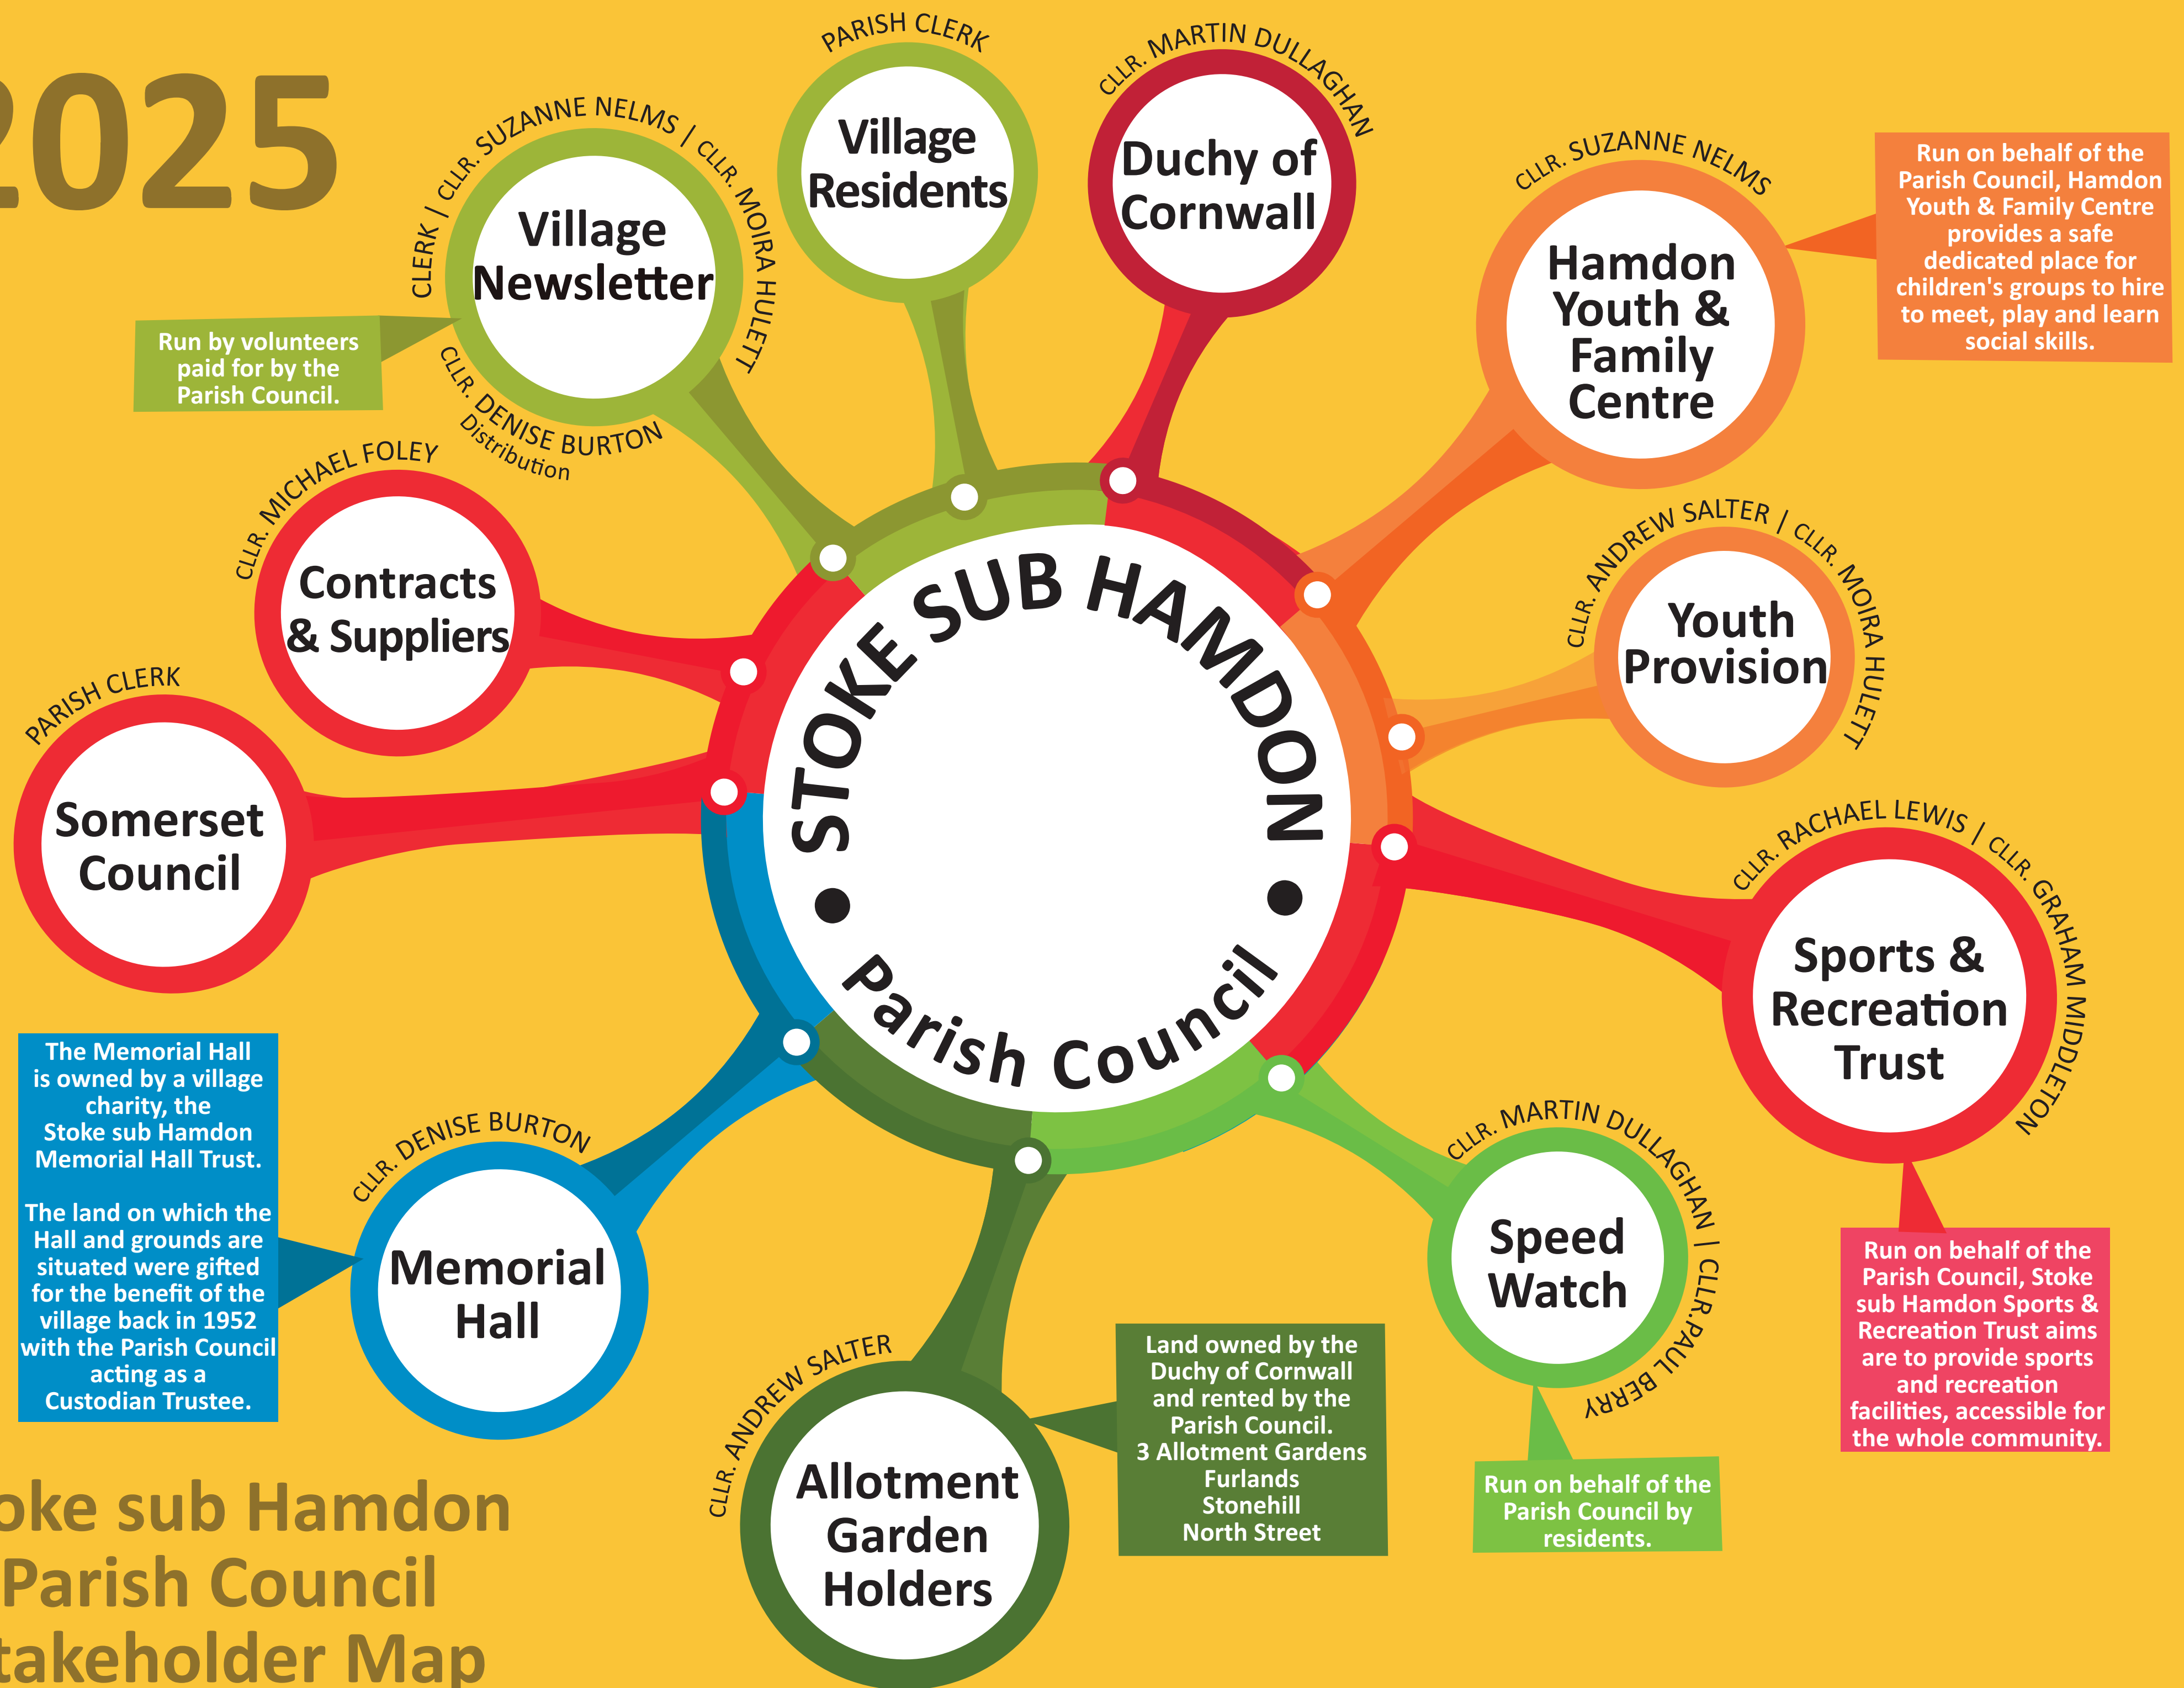 2025
PARISH CLERK
Village
Residents
CLLR. MARTIN DULLAGHAN
Duchy of
Cornwall
CLERK | CLLR. SUZANNE NELMS | CLLR. MOIRA HULETT
Village
Newsletter
CLLR. DENISE BURTON
Distribution
Run by volunteers
paid for by the
Parish Council.
CLLR. SUZANNE NELMS
Hamdon
Youth &
Family
Centre
Run on behalf of the
Parish Council, Hamdon
Youth & Family Centre
provides a safe
dedicated place for
children's groups to hire
to meet, play and learn
social skills.
CLLR. MICHAEL FOLEY
Contracts
& Suppliers
CLLR. ANDREW SALTER | CLLR. MOIRA HULETT
Youth
Provision
PARISH CLERK
Somerset
Council
STOKE SUB HAMDON
• Parish Council •
CLLR. RACHAEL LEWIS | CLLR. GRAHAM MIDDLETON
Sports &
Recreation
Trust
Run on behalf of the
Parish Council, Stoke
sub Hamdon Sports &
Recreation Trust aims
are to provide sports
and recreation
facilities, accessible for
the whole community.
The Memorial Hall
is owned by a village
charity, the
Stoke sub Hamdon
Memorial Hall Trust.
The land on which the
Hall and grounds are
situated were gifted
for the benefit of the
village back in 1952
with the Parish Council
acting as a
Custodian Trustee.
CLLR. DENISE BURTON
Memorial
Hall
CLLR. MARTIN DULLAGHAN | CLLR.PAUL BERRY
Speed
Watch
Run on behalf of the
Parish Council by
residents.
CLLR. ANDREW SALTER
Allotment
Garden
Holders
Land owned by the
Duchy of Cornwall
and rented by the
Parish Council.
3 Allotment Gardens
Furlands
Stonehill
North Street
oke sub Hamdon
Parish Council
takeholder Map